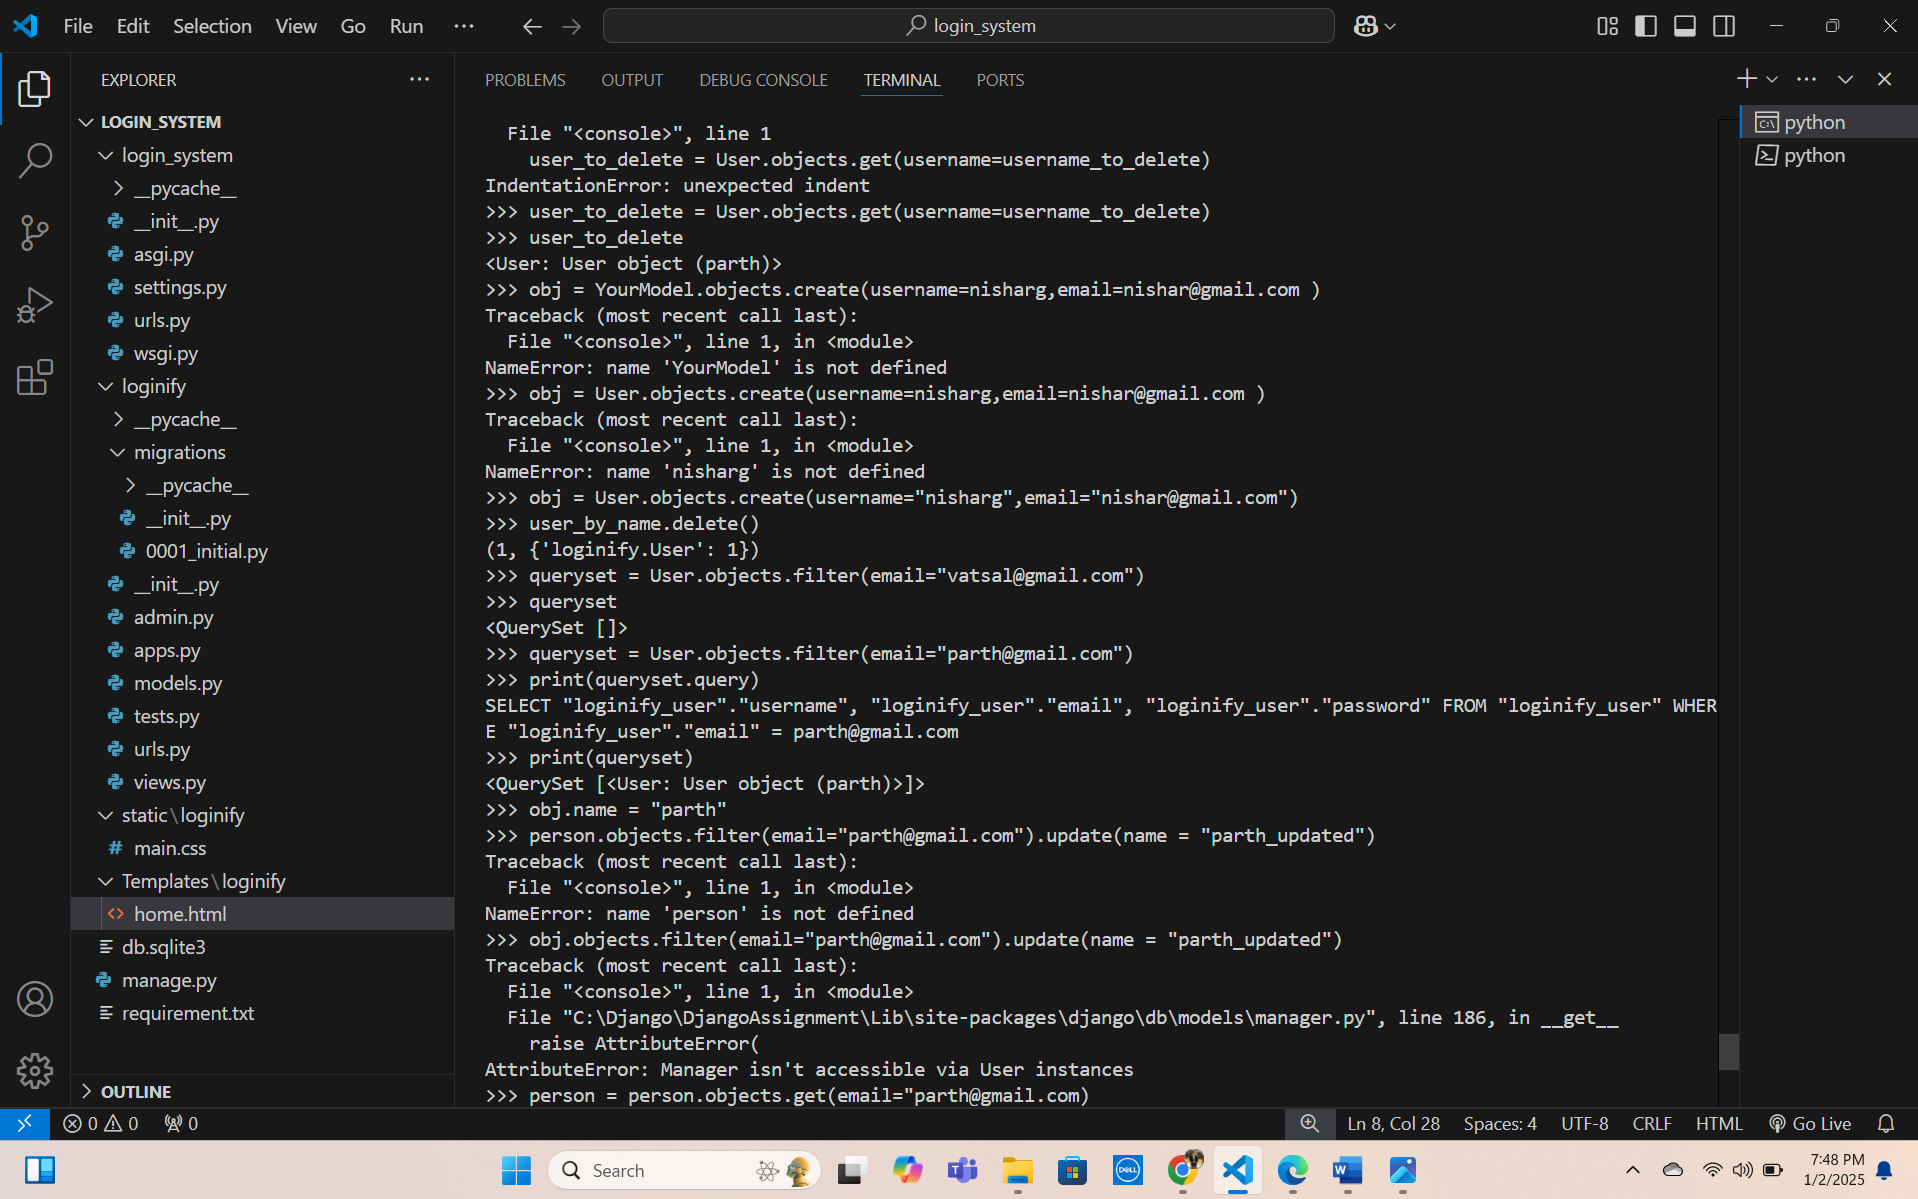 File Edit Selection View Go Run ··· login_system
EXPLORER ···
LOGIN_SYSTEM
login_system
__pycache__
__init__.py
asgi.py
settings.py
urls.py
wsgi.py
loginify
__pycache__
migrations
__pycache__
__init__.py
0001_initial.py
__init__.py
admin.py
apps.py
models.py
tests.py
urls.py
views.py
static\loginify
# main.css
Templates\loginify
<> home.html
db.sqlite3
manage.py
requirement.txt
OUTLINE
PROBLEMS OUTPUT DEBUG CONSOLE TERMINAL PORTS
  File "<console>", line 1
    user_to_delete = User.objects.get(username=username_to_delete)
IndentationError: unexpected indent
>>> user_to_delete = User.objects.get(username=username_to_delete)
>>> user_to_delete
<User: User object (parth)>
>>> obj = YourModel.objects.create(username=nisharg,email=nishar@gmail.com )
Traceback (most recent call last):
  File "<console>", line 1, in <module>
NameError: name 'YourModel' is not defined
>>> obj = User.objects.create(username=nisharg,email=nishar@gmail.com )
Traceback (most recent call last):
  File "<console>", line 1, in <module>
NameError: name 'nisharg' is not defined
>>> obj = User.objects.create(username="nisharg",email="nishar@gmail.com")
>>> user_by_name.delete()
(1, {'loginify.User': 1})
>>> queryset = User.objects.filter(email="vatsal@gmail.com")
>>> queryset
<QuerySet []>
>>> queryset = User.objects.filter(email="parth@gmail.com")
>>> print(queryset.query)
SELECT "loginify_user"."username", "loginify_user"."email", "loginify_user"."password" FROM "loginify_user" WHER
E "loginify_user"."email" = parth@gmail.com
>>> print(queryset)
<QuerySet [<User: User object (parth)>]>
>>> obj.name = "parth"
>>> person.objects.filter(email="parth@gmail.com").update(name = "parth_updated")
Traceback (most recent call last):
  File "<console>", line 1, in <module>
NameError: name 'person' is not defined
>>> obj.objects.filter(email="parth@gmail.com").update(name = "parth_updated")
Traceback (most recent call last):
  File "<console>", line 1, in <module>
  File "C:\Django\DjangoAssignment\Lib\site-packages\django\db\models\manager.py", line 186, in __get__
    raise AttributeError(
AttributeError: Manager isn't accessible via User instances
>>> person = person.objects.get(email="parth@gmail.com)
python
python
0 0 0 Ln 8, Col 28 Spaces: 4 UTF-8 CRLF HTML Go Live
Search
DELL
7:48 PM
1/2/2025